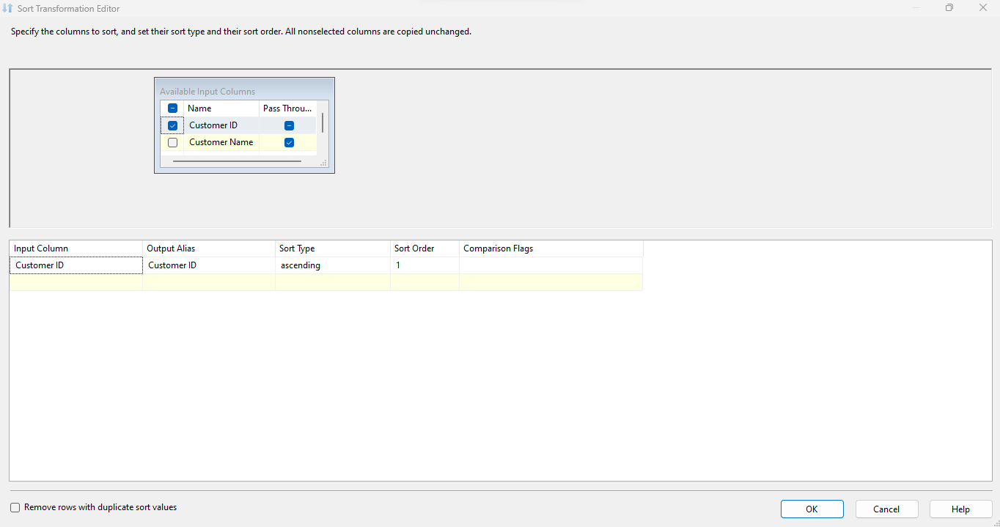 Sort Transformation Editor
Specify the columns to sort, and set their sort type and their sort order. All nonselected columns are copied unchanged.
Available Input Columns
Name Pass Throu...
Customer ID
Customer Name
Input Column Output Alias Sort Type Sort Order Comparison Flags
Customer ID Customer ID ascending 1
Remove rows with duplicate sort values
OK Cancel Help